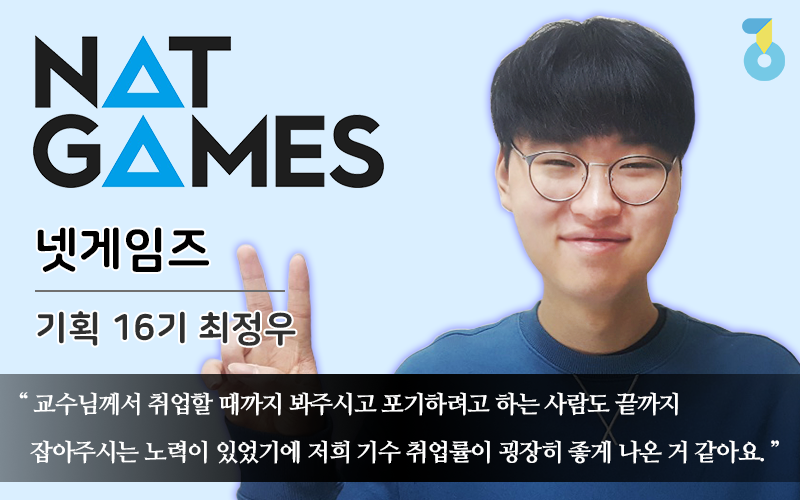 NAT
GAMES
넷게임즈
기획 16기 최정우
“ 교수님께서 취업할 때까지 봐주시고 포기하려고 하는 사람도 끝까지
잡아주시는 노력이 있었기에 저희 기수 취업률이 굉장히 좋게 나온 거 같아요. ”